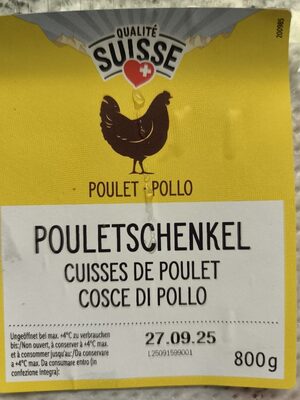 QUALITÉ
SUISSE
200985
POULET · POLLO
POULETSCHENKEL
CUISSES DE POULET
COSCE DI POLLO
Ungeöffnet bei max. +4°C zu verbrauchen
bis:/Non ouvert, à conserver à +4°C max.
et à consommer jusqu'au:/Da conservare
a +4°C max. Da consumare entro (in
confezione integra):
27.09.25
L25091599001
800g